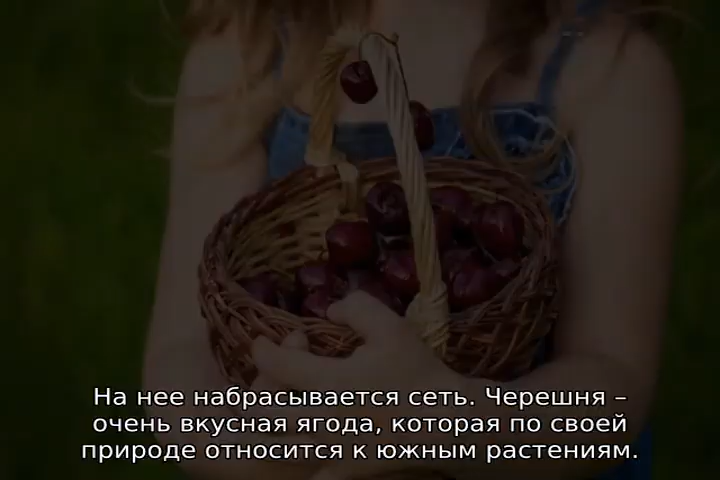 На нее набрасывается сеть. Черешня –
очень вкусная ягода, которая по своей
природе относится к южным растениям.